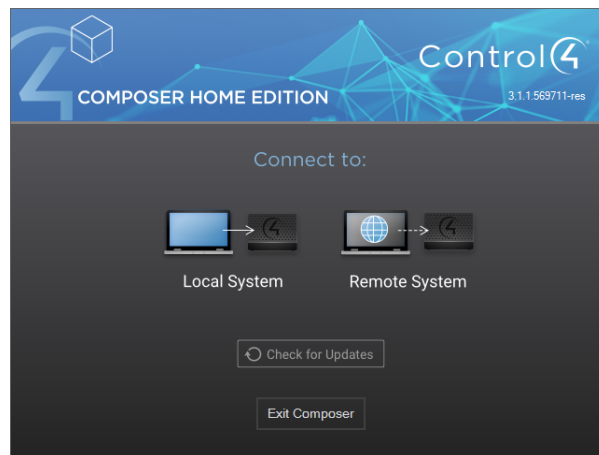 Control4
COMPOSER HOME EDITION
3.1.1.569711-res
Connect to:
Local System
Remote System
Check for Updates
Exit Composer